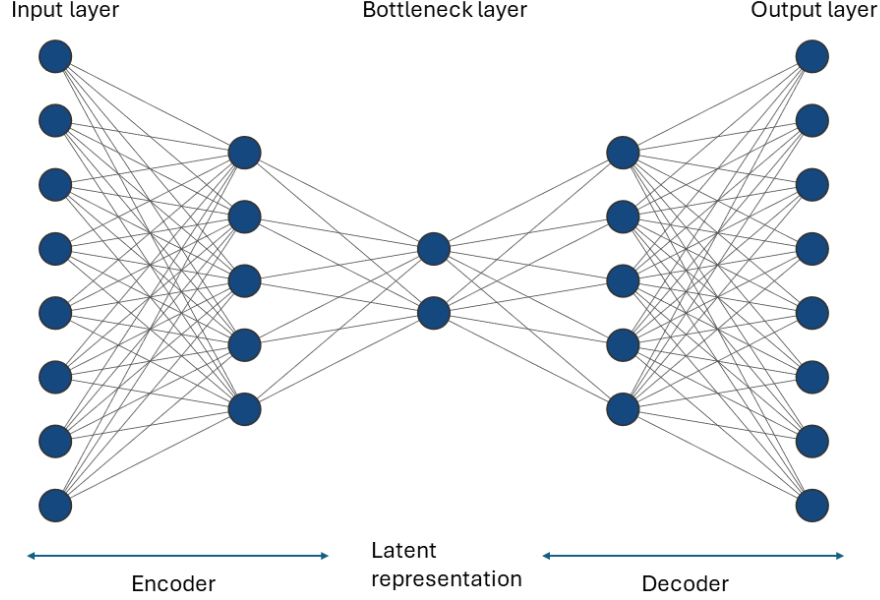 Input layer
Bottleneck layer
Output layer
Latent
representation
Encoder
Decoder